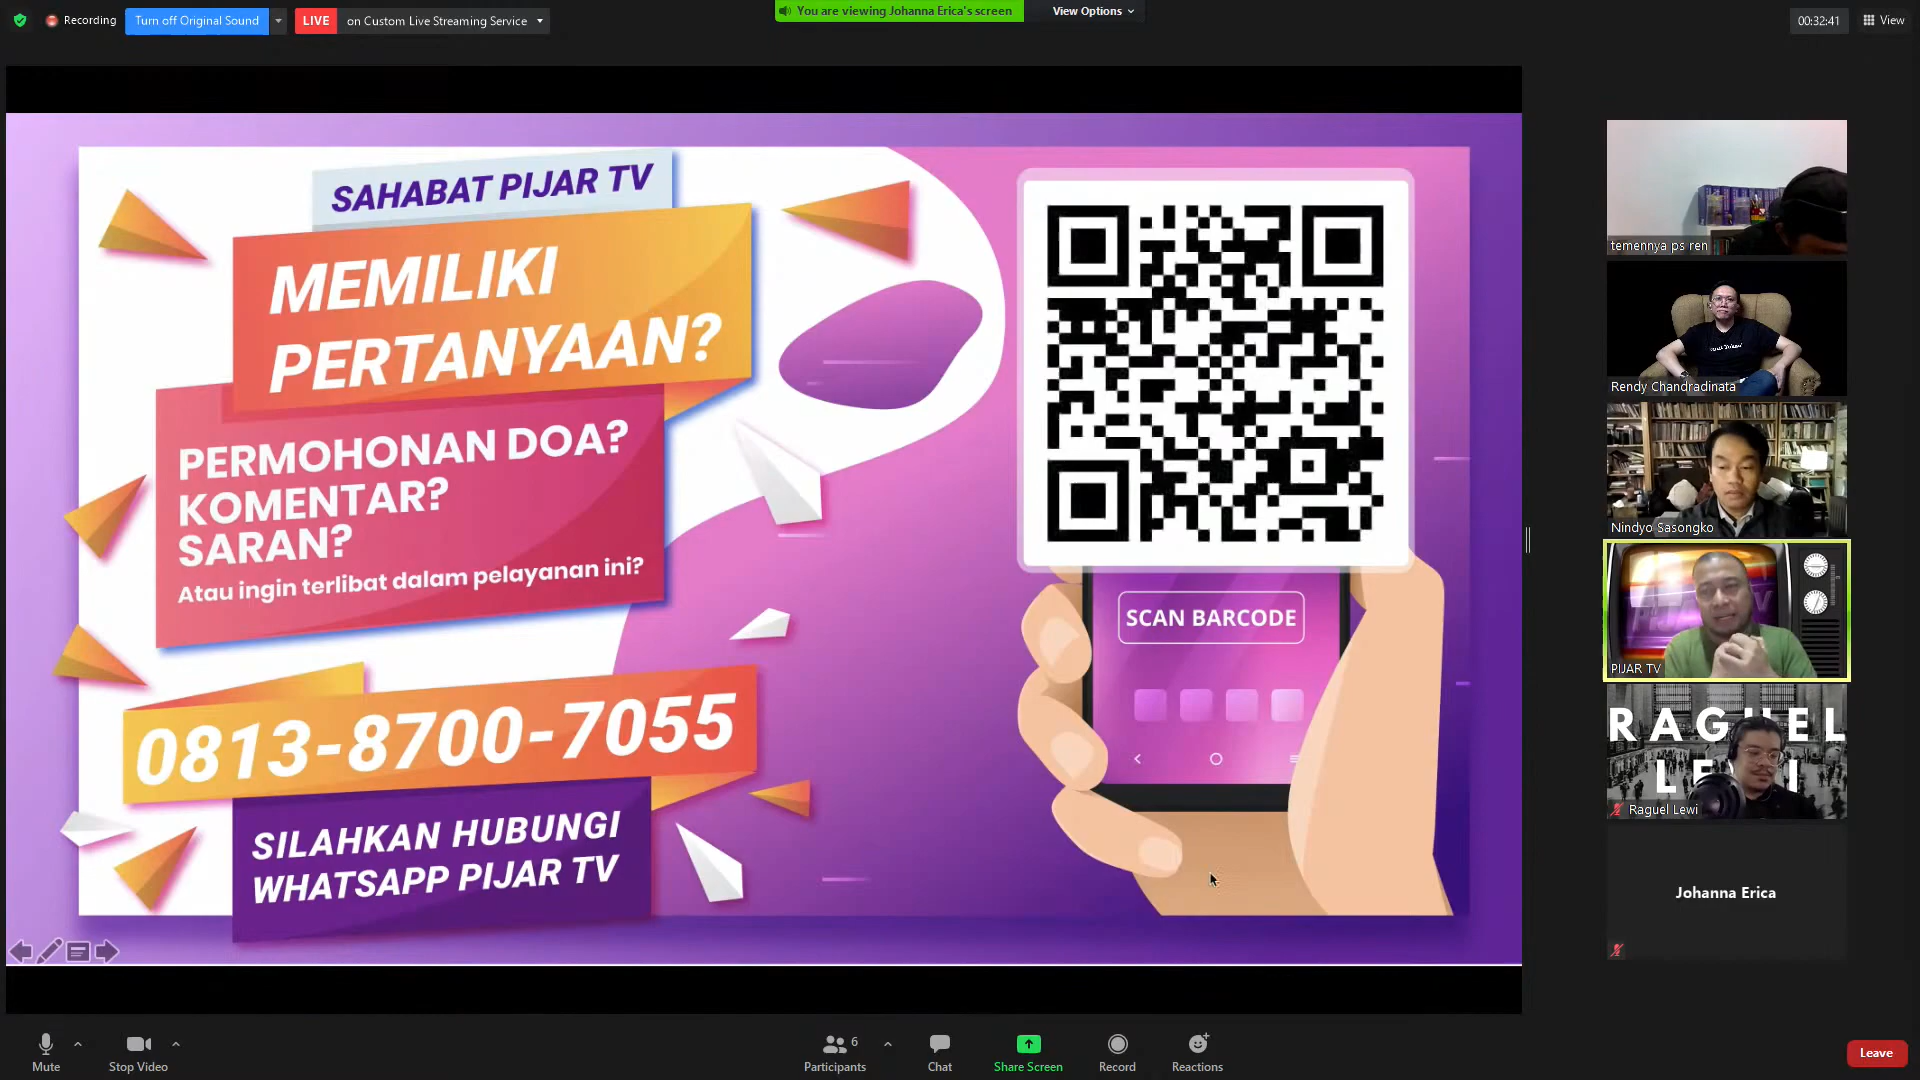 Recording
Turn off Original Sound
LIVE
on Custom Live Streaming Service
You are viewing Johanna Erica's screen
View Options
00:32:41
View
SAHABAT PIJAR TV
MEMILIKI
PERTANYAAN?
PERMOHONAN DOA?
KOMENTAR?
SARAN?
Atau ingin terlibat dalam pelayanan ini?
0813-8700-7055
SILAHKAN HUBUNGI
WHATSAPP PIJAR TV
SCAN BARCODE
temennya ps ren
Rendy Chandradinata
Nindyo Sasongko
PIJAR TV
RAGUEL
Raguel Lewi
Johanna Erica
Mute
Stop Video
Participants
6
Chat
Share Screen
Record
Reactions
Leave